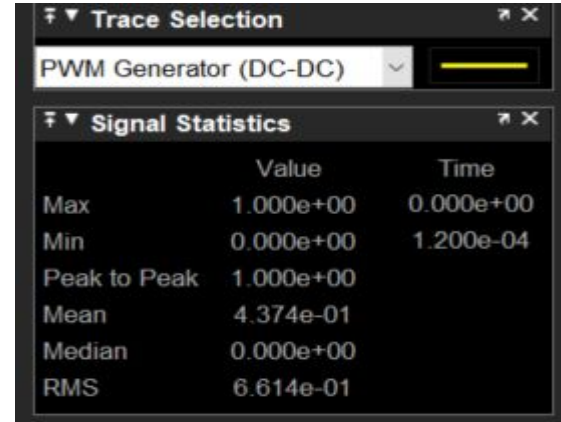 Trace Selection
PWM Generator (DC-DC)
Signal Statistics
Value Time
Max 1.000e+00 0.000e+00
Min 0.000e+00 1.200e-04
Peak to Peak 1.000e+00
Mean 4.374e-01
Median 0.000e+00
RMS 6.614e-01